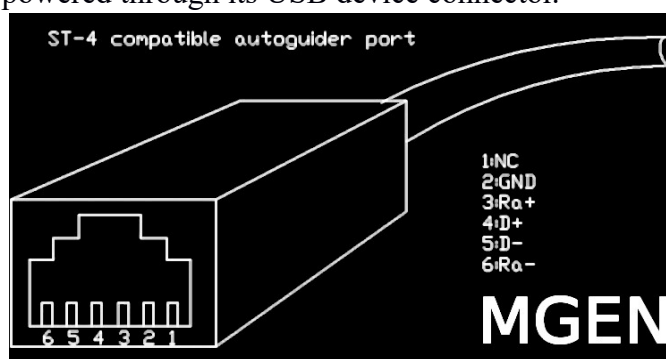 powered through its USB device connector.
ST-4 compatible autoguider port
1:NC
2:GND
3:Ra+
4:D+
5:D-
6:Ra-
6 5 4 3 2 1
MGEN